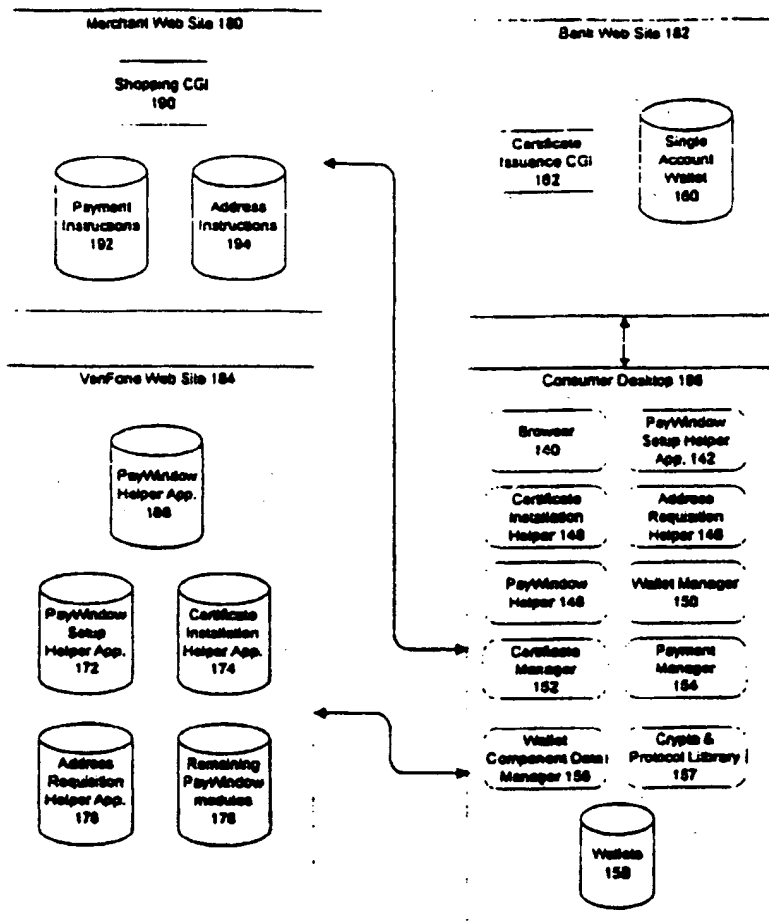 Merchant Web Site 180
Shopping CGI
190
Payment
Instructions
192
Address
Instructions
194
Bank Web Site 182
Certificate
Issuance CGI
162
Single
Account
Wallet
160
VeriFone Web Site 184
PayWindow
Helper App.
188
PayWindow
Setup
Helper App.
172
Certificate
Installation
Helper App.
174
Address
Requisition
Helper App.
176
Remaining
PayWindow
modules
178
Consumer Desktop 186
Browser
140
PayWindow
Setup Helper
App. 142
Certificate
Installation
Helper 146
Address
Requisition
Helper 148
PayWindow
Helper 146
Wallet Manager
150
Certificate
Manager
152
Payment
Manager
154
Wallet
Component Data
Manager 156
Crypto &
Protocol Library
157
Wallets
158